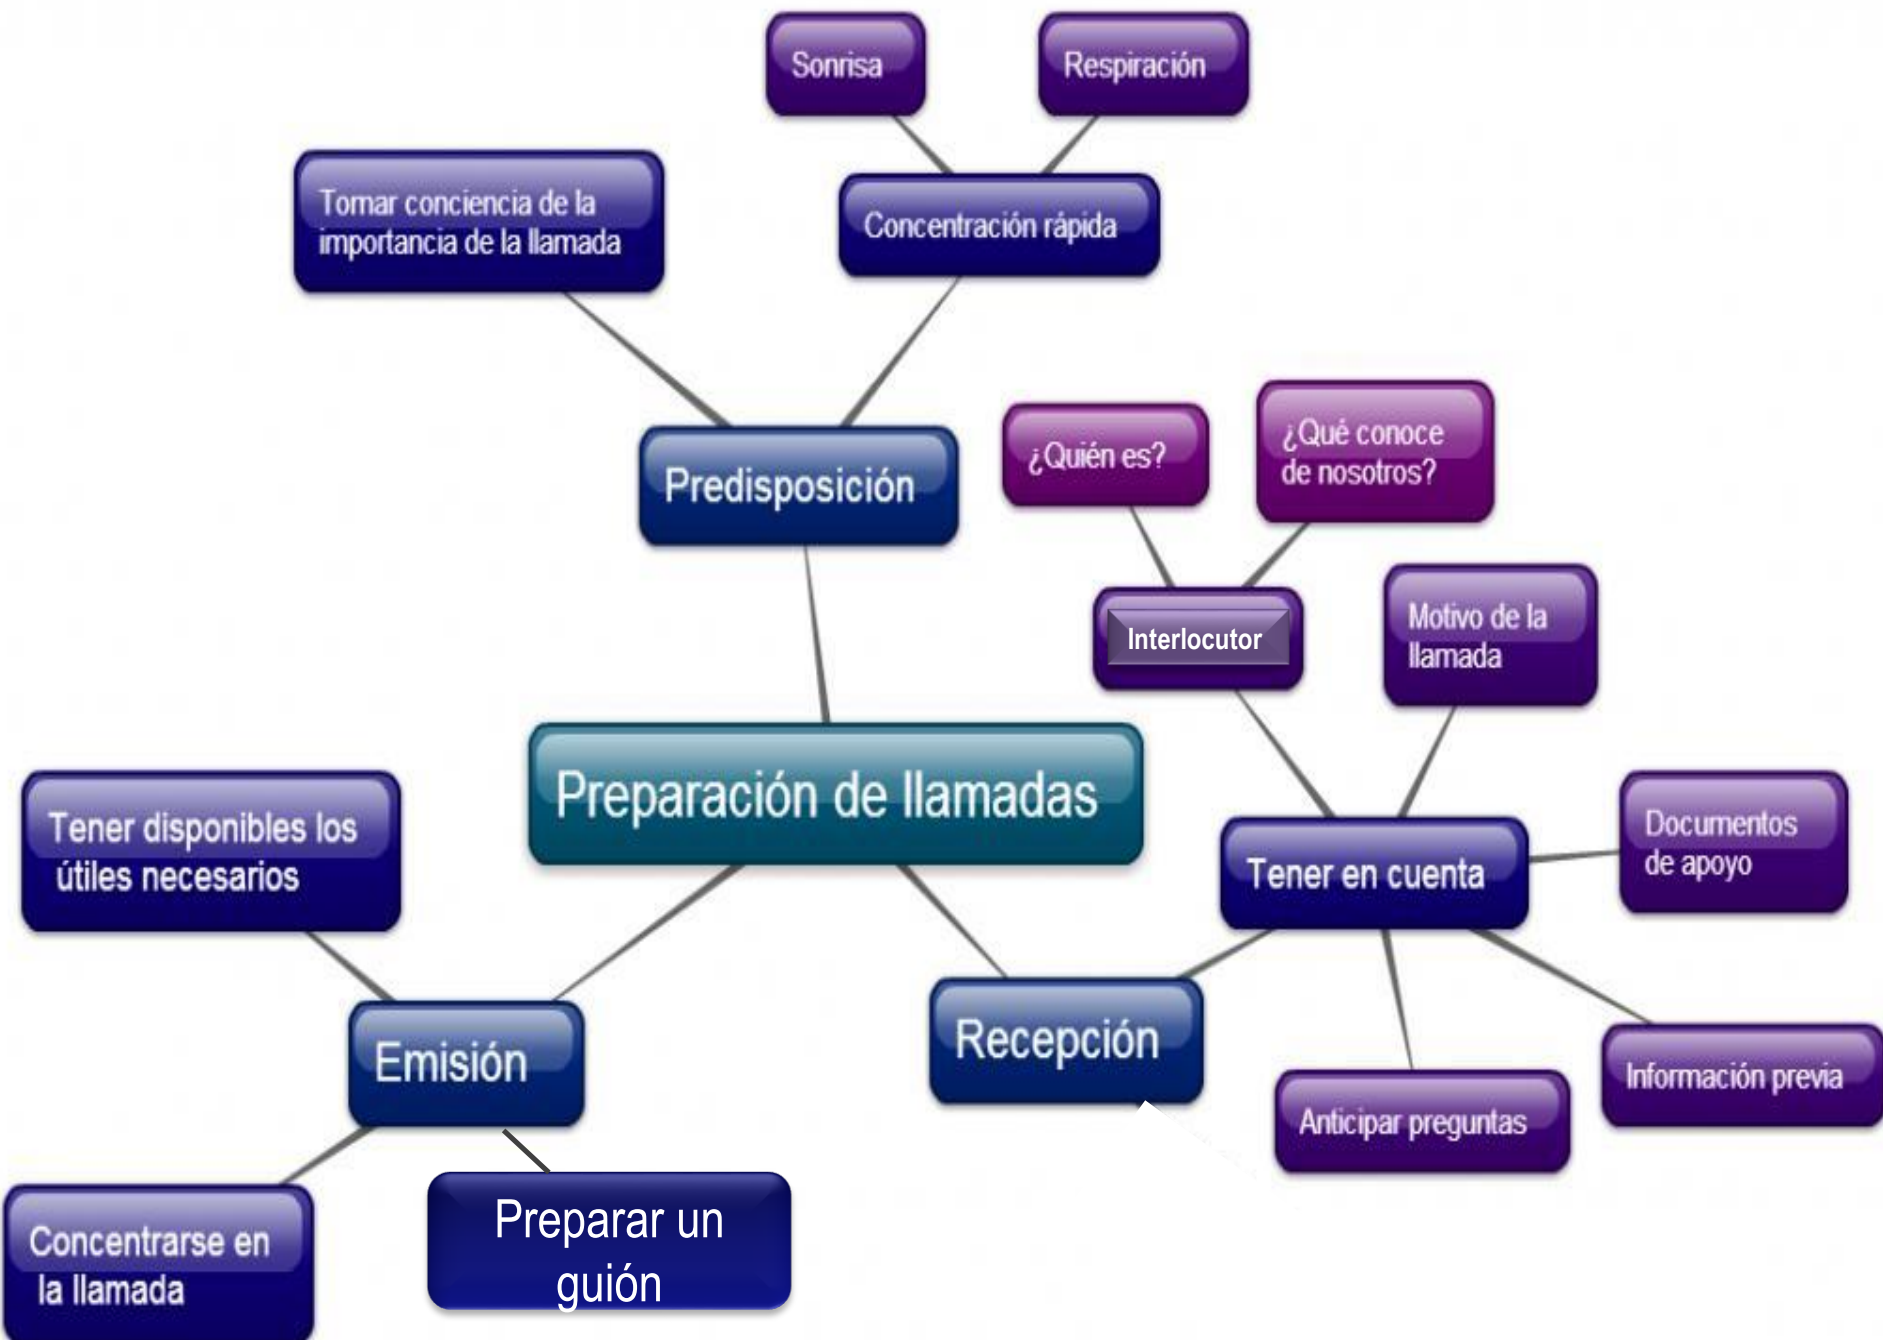 Sonrisa
Respiración
Tomar conciencia de la
importancia de la llamada
Concentración rápida
Predisposición
¿Quién es?
¿Qué conoce
de nosotros?
Interlocutor
Motivo de la
llamada
Preparación de llamadas
Tener disponibles los
útiles necesarios
Tener en cuenta
Documentos
de apoyo
Emisión
Recepción
Anticipar preguntas
Información previa
Concentrarse en
la llamada
Preparar un
guión